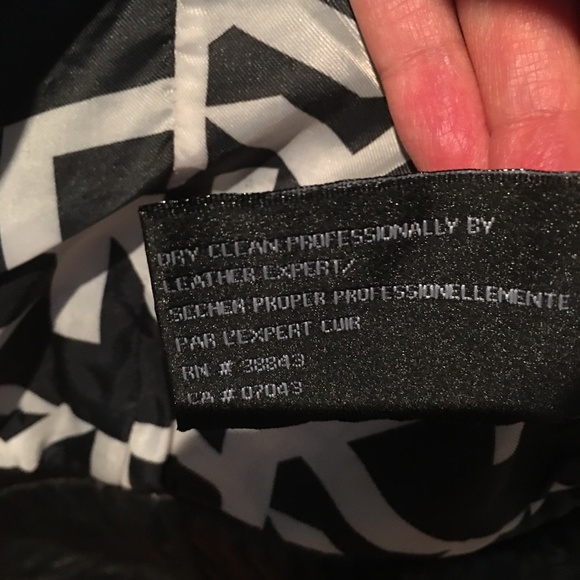 DRY CLEAN PROFESSIONALLY BY
LEATHER EXPERT/
SECHER PROPER PROFESSIONELLEMENTE
PAR L'EXPERT CUIR
RN # 38843
CA # 07043